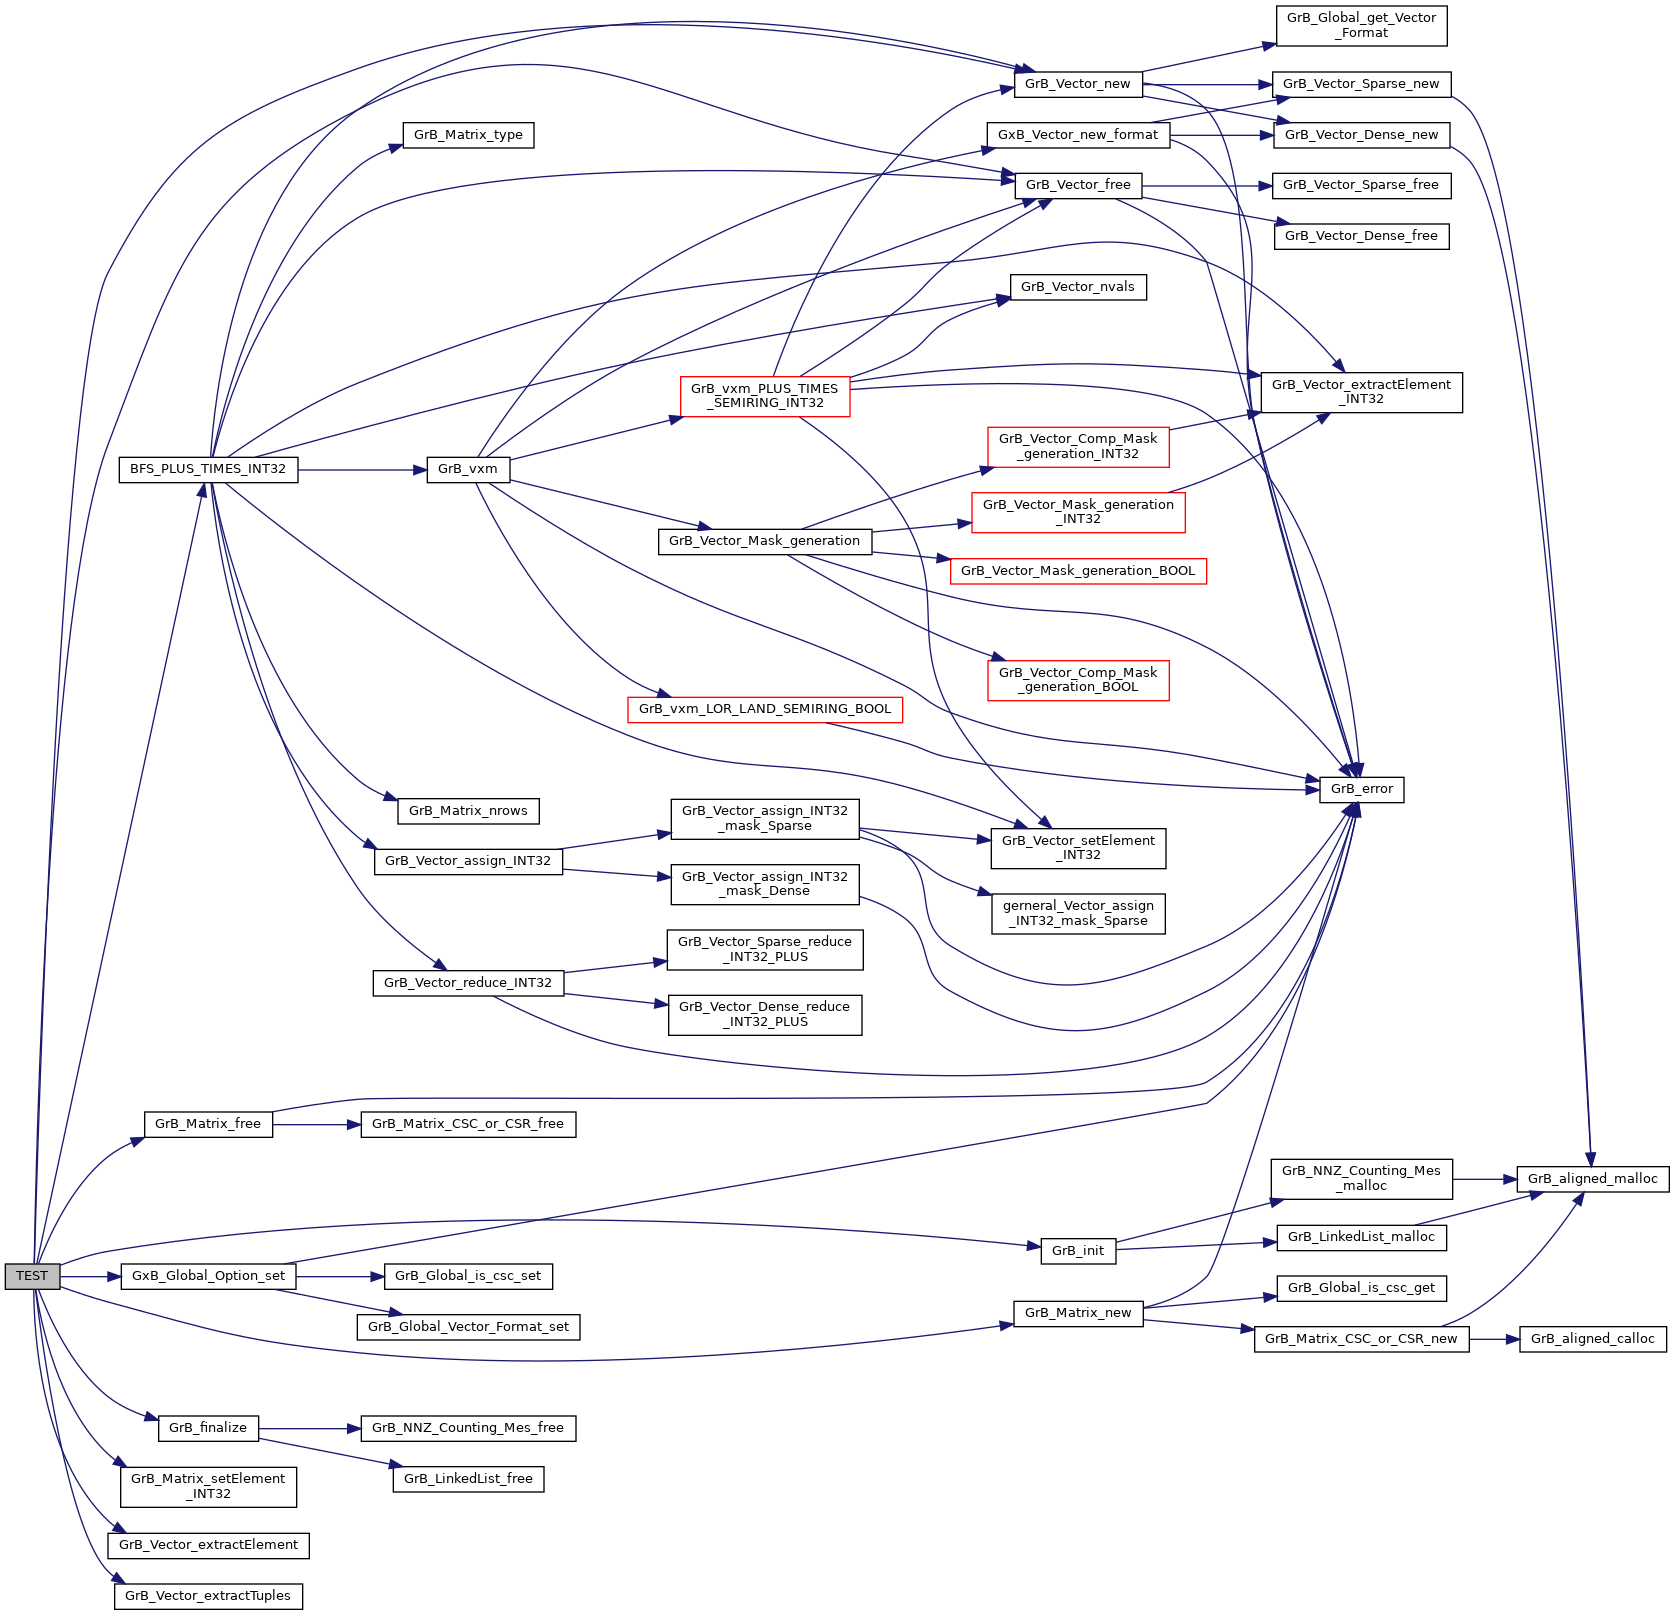 GrB_Global_get_Vector
_Format
GrB_Vector_new
GrB_Vector_Sparse_new
GrB_Matrix_type
GxB_Vector_new_format
GrB_Vector_Dense_new
GrB_Vector_free
GrB_Vector_Sparse_free
GrB_Vector_Dense_free
GrB_Vector_nvals
GrB_vxm_PLUS_TIMES
_SEMIRING_INT32
GrB_Vector_extractElement
_INT32
GrB_Vector_Comp_Mask
_generation_INT32
BFS_PLUS_TIMES_INT32
GrB_vxm
GrB_Vector_Mask_generation
_INT32
GrB_Vector_Mask_generation
GrB_Vector_Mask_generation_BOOL
GrB_Vector_Comp_Mask
_generation_BOOL
GrB_vxm_LOR_LAND_SEMIRING_BOOL
GrB_error
GrB_Matrix_nrows
GrB_Vector_assign_INT32
_mask_Sparse
GrB_Vector_setElement
_INT32
GrB_Vector_assign_INT32
GrB_Vector_assign_INT32
_mask_Dense
gerneral_Vector_assign
_INT32_mask_Sparse
GrB_Vector_Sparse_reduce
_INT32_PLUS
GrB_Vector_reduce_INT32
GrB_Vector_Dense_reduce
_INT32_PLUS
GrB_Matrix_free
GrB_Matrix_CSC_or_CSR_free
GrB_NNZ_Counting_Mes
_malloc
GrB_aligned_malloc
GrB_init
GrB_LinkedList_malloc
TEST
GxB_Global_Option_set
GrB_Global_is_csc_set
GrB_Global_is_csc_get
GrB_Matrix_new
GrB_Global_Vector_Format_set
GrB_Matrix_CSC_or_CSR_new
GrB_aligned_calloc
GrB_finalize
GrB_NNZ_Counting_Mes_free
GrB_LinkedList_free
GrB_Matrix_setElement
_INT32
GrB_Vector_extractElement
GrB_Vector_extractTuples